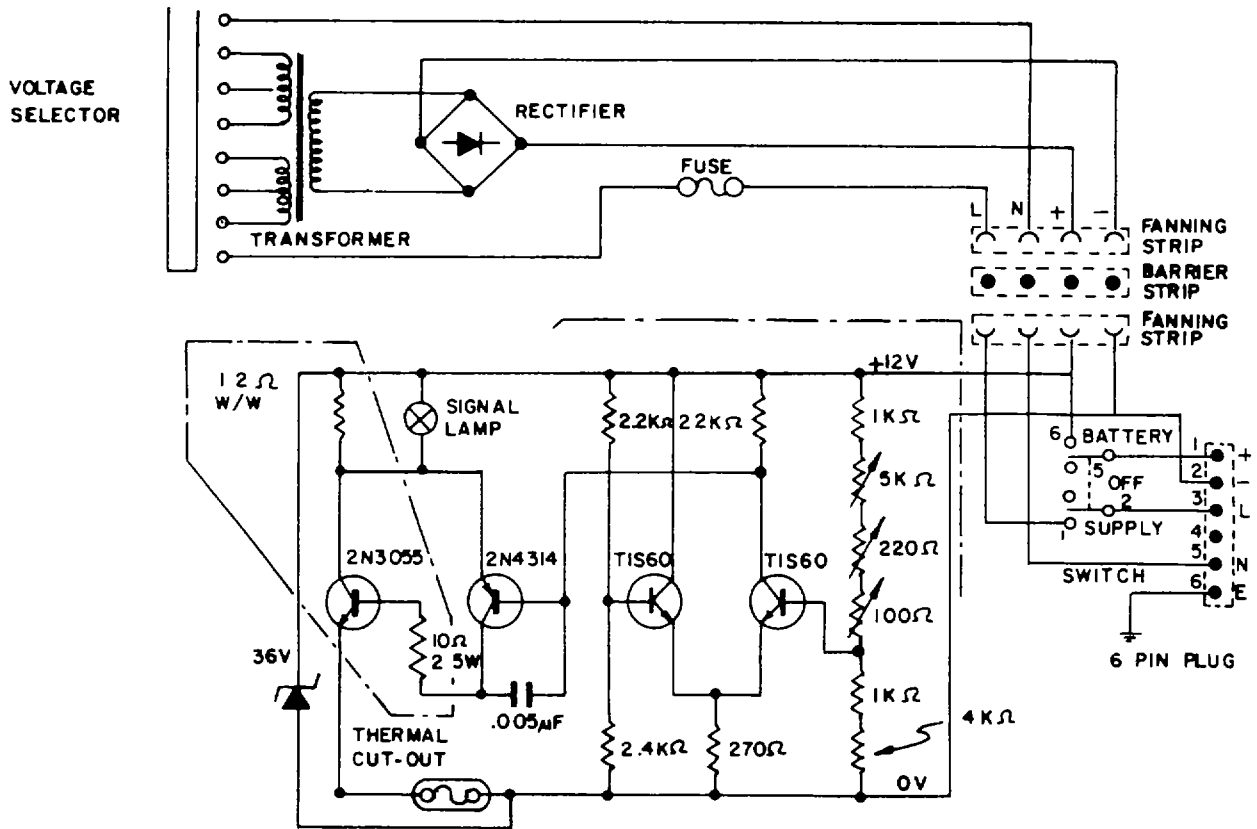 VOLTAGE
SELECTOR
RECTIFIER
FUSE
TRANSFORMER
L N + -
FANNING
STRIP
BARRIER
STRIP
FANNING
STRIP
12Ω
W/W
SIGNAL
LAMP
2.2KΩ
22KΩ
+12V
1KΩ
5KΩ
220Ω
100Ω
1KΩ
4KΩ
2N3055
2N4314
TIS60
TIS60
10Ω
2.5W
36V
.005µF
THERMAL
CUT-OUT
2.4KΩ
270Ω
0V
6
BATTERY
5
OFF
2
SUPPLY
1
SWITCH
1 +
2 -
3 L
4
5 N
6 E
6 PIN PLUG